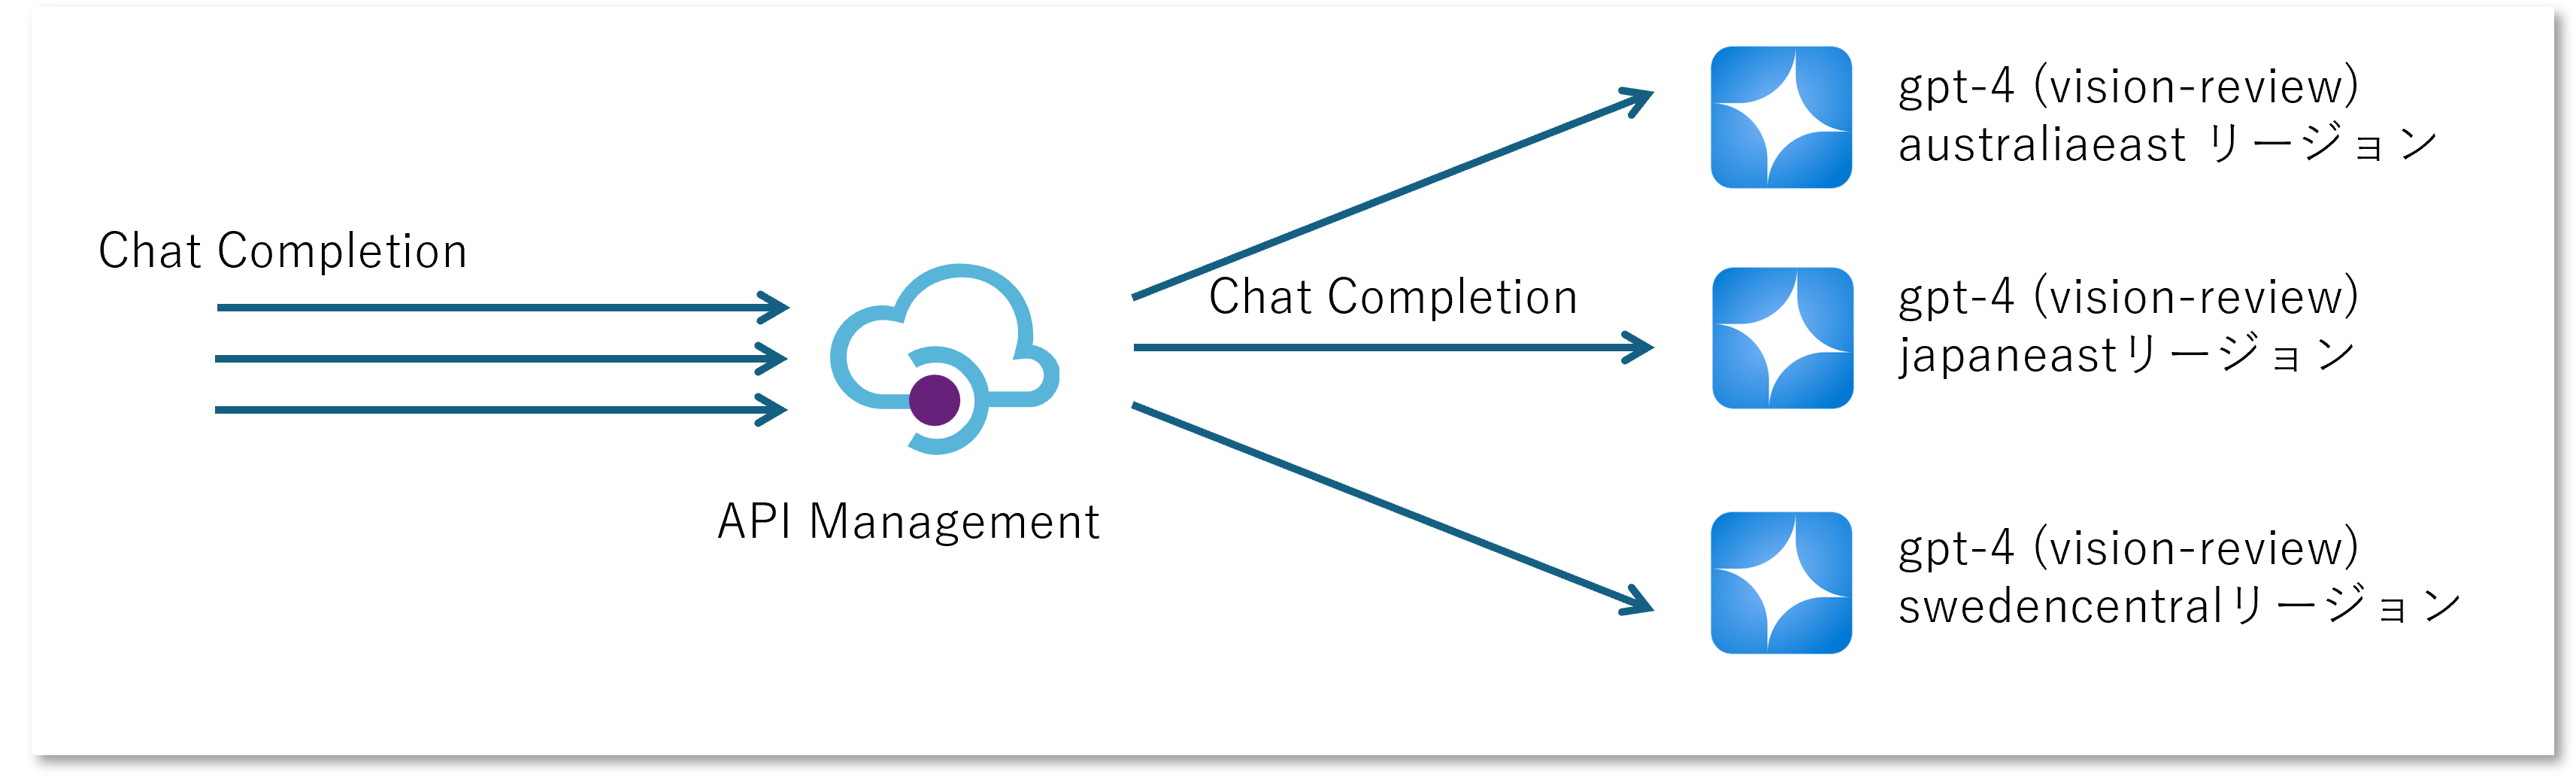 Chat Completion
API Management
Chat Completion
gpt-4 (vision-review)
australiaeast リージョン
gpt-4 (vision-review)
japaneastリージョン
gpt-4 (vision-review)
swedencentralリージョン